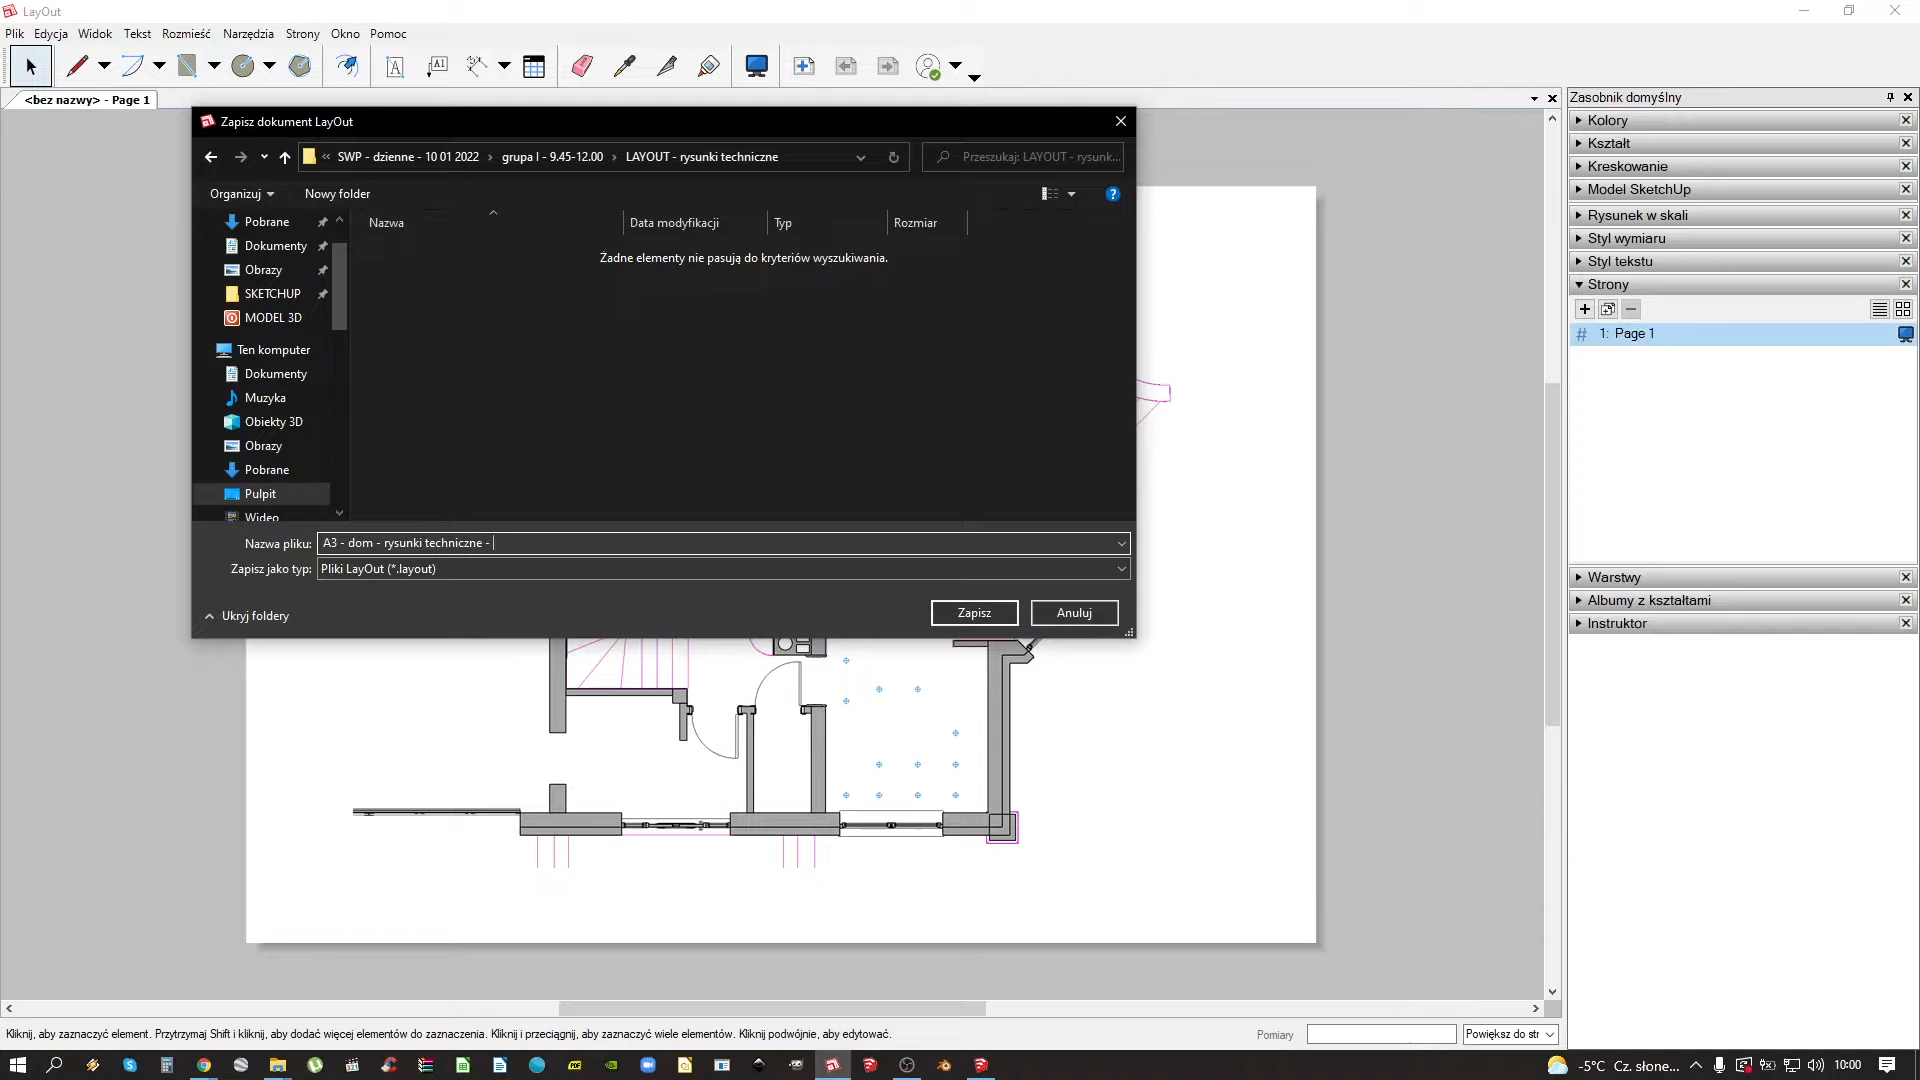 LayOut
Plik Edycja Widok Tekst Rozmieść Narzędzia Strony Okno Pomoc
A1
<bez nazwy> - Page 1
Zapisz dokument LayOut
« SWP - dzienne - 10 01 2022 › grupa I - 9.45-12.00 › LAYOUT - rysunki techniczne
Przeszukaj: LAYOUT - rysunk...
Organizuj Nowy folder
Pobrane
Dokumenty
Obrazy
SKETCHUP
MODEL 3D
Ten komputer
Dokumenty
Muzyka
Obiekty 3D
Obrazy
Pobrane
Pulpit
Wideo
Nazwa Data modyfikacji Typ Rozmiar
Żadne elementy nie pasują do kryteriów wyszukiwania.
Nazwa pliku: A3 - dom - rysunki techniczne -
Zapisz jako typ: Pliki LayOut (*.layout)
Ukryj foldery
Zapisz Anuluj
Zasobnik domyślny
Kolory
Kształt
Kreskowanie
Model SketchUp
Rysunek w skali
Styl wymiaru
Styl tekstu
Strony
# 1: Page 1
Warstwy
Albumy z kształtami
Instruktor
Kliknij, aby zaznaczyć element. Przytrzymaj Shift i kliknij, aby dodać więcej elementów do zaznaczenia. Kliknij i przeciągnij, aby zaznaczyć wiele elementów. Kliknij podwójnie, aby edytować.
Pomiary Powiększ do str
-5°C Cz. słone... 10:00